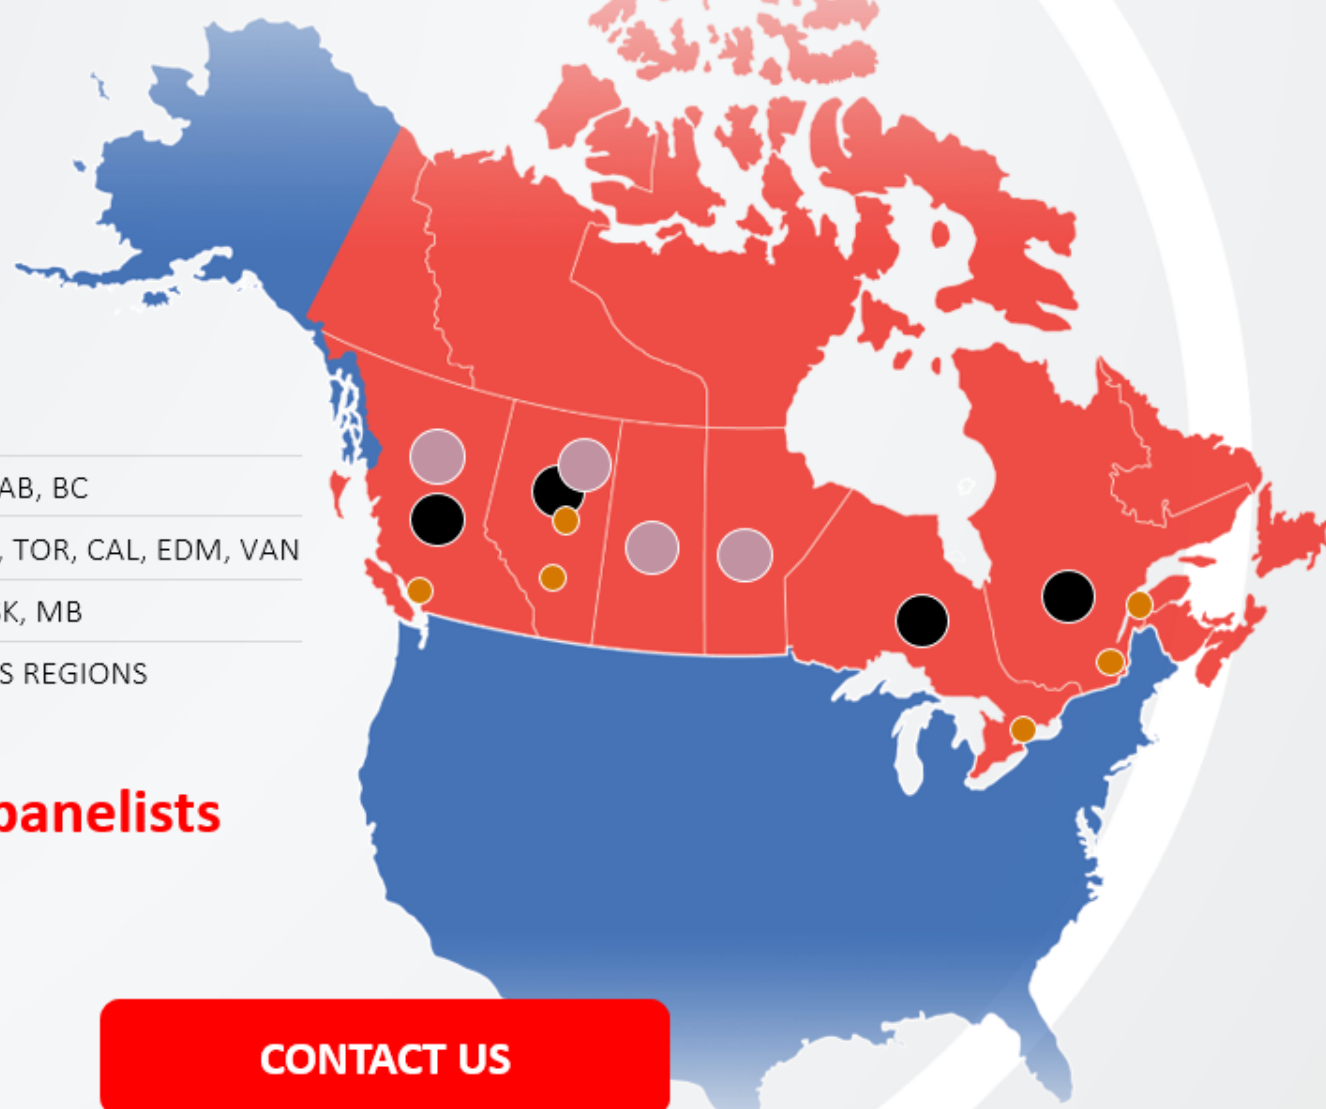 AB, BC
, TOR, CAL, EDM, VAN
K, MB
S REGIONS
panelists
CONTACT US